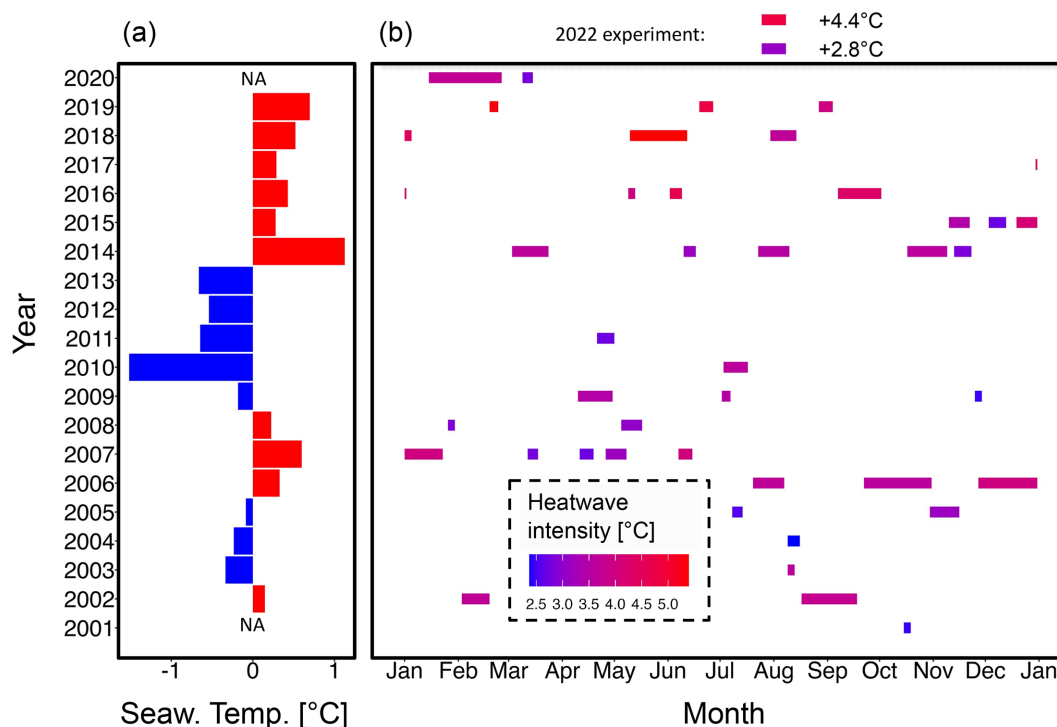 (a)
(b)
2022 experiment:
+4.4°C
+2.8°C
Year
2020
2019
2018
2017
2016
2015
2014
2013
2012
2011
2010
2009
2008
2007
2006
2005
2004
2003
2002
2001
NA
NA
-1 0 1
Seaw. Temp. [°C]
Heatwave
intensity [°C]
2.5 3.0 3.5 4.0 4.5 5.0
Jan Feb Mar Apr May Jun Jul Aug Sep Oct Nov Dec Jan
Month